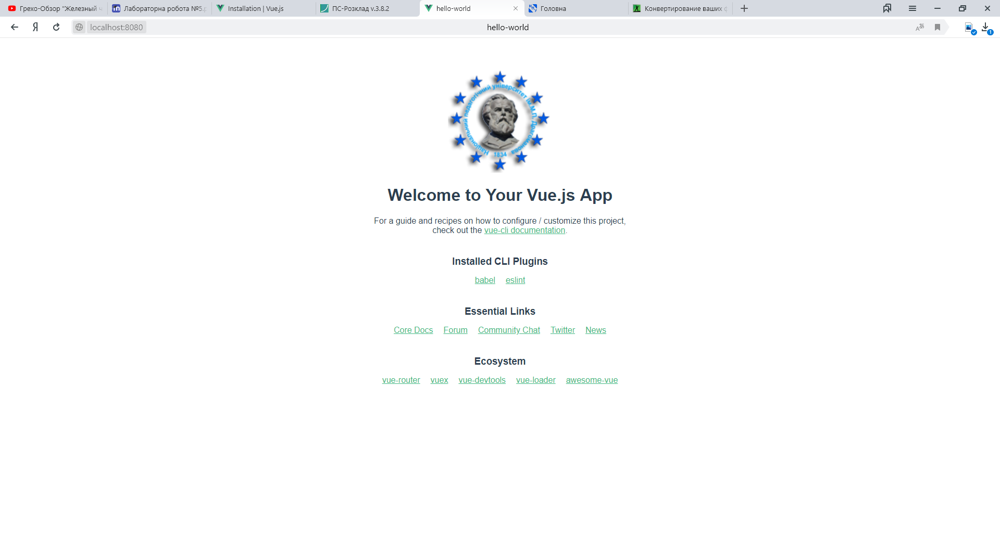 Грехо-Обзор "Железный ч
Лабораторна робота №5.p
Installation | Vue.js
ПС-Розклад v.3.8.2
hello-world
Головна
Конвертирование ваших ф
Я
localhost:8080
hello-world
1
Національний педагогічний університет ім.М.П. Драгоманова
1834
Welcome to Your Vue.js App
For a guide and recipes on how to configure / customize this project,
check out the vue-cli documentation.
Installed CLI Plugins
babel eslint
Essential Links
Core Docs Forum Community Chat Twitter News
Ecosystem
vue-router vuex vue-devtools vue-loader awesome-vue